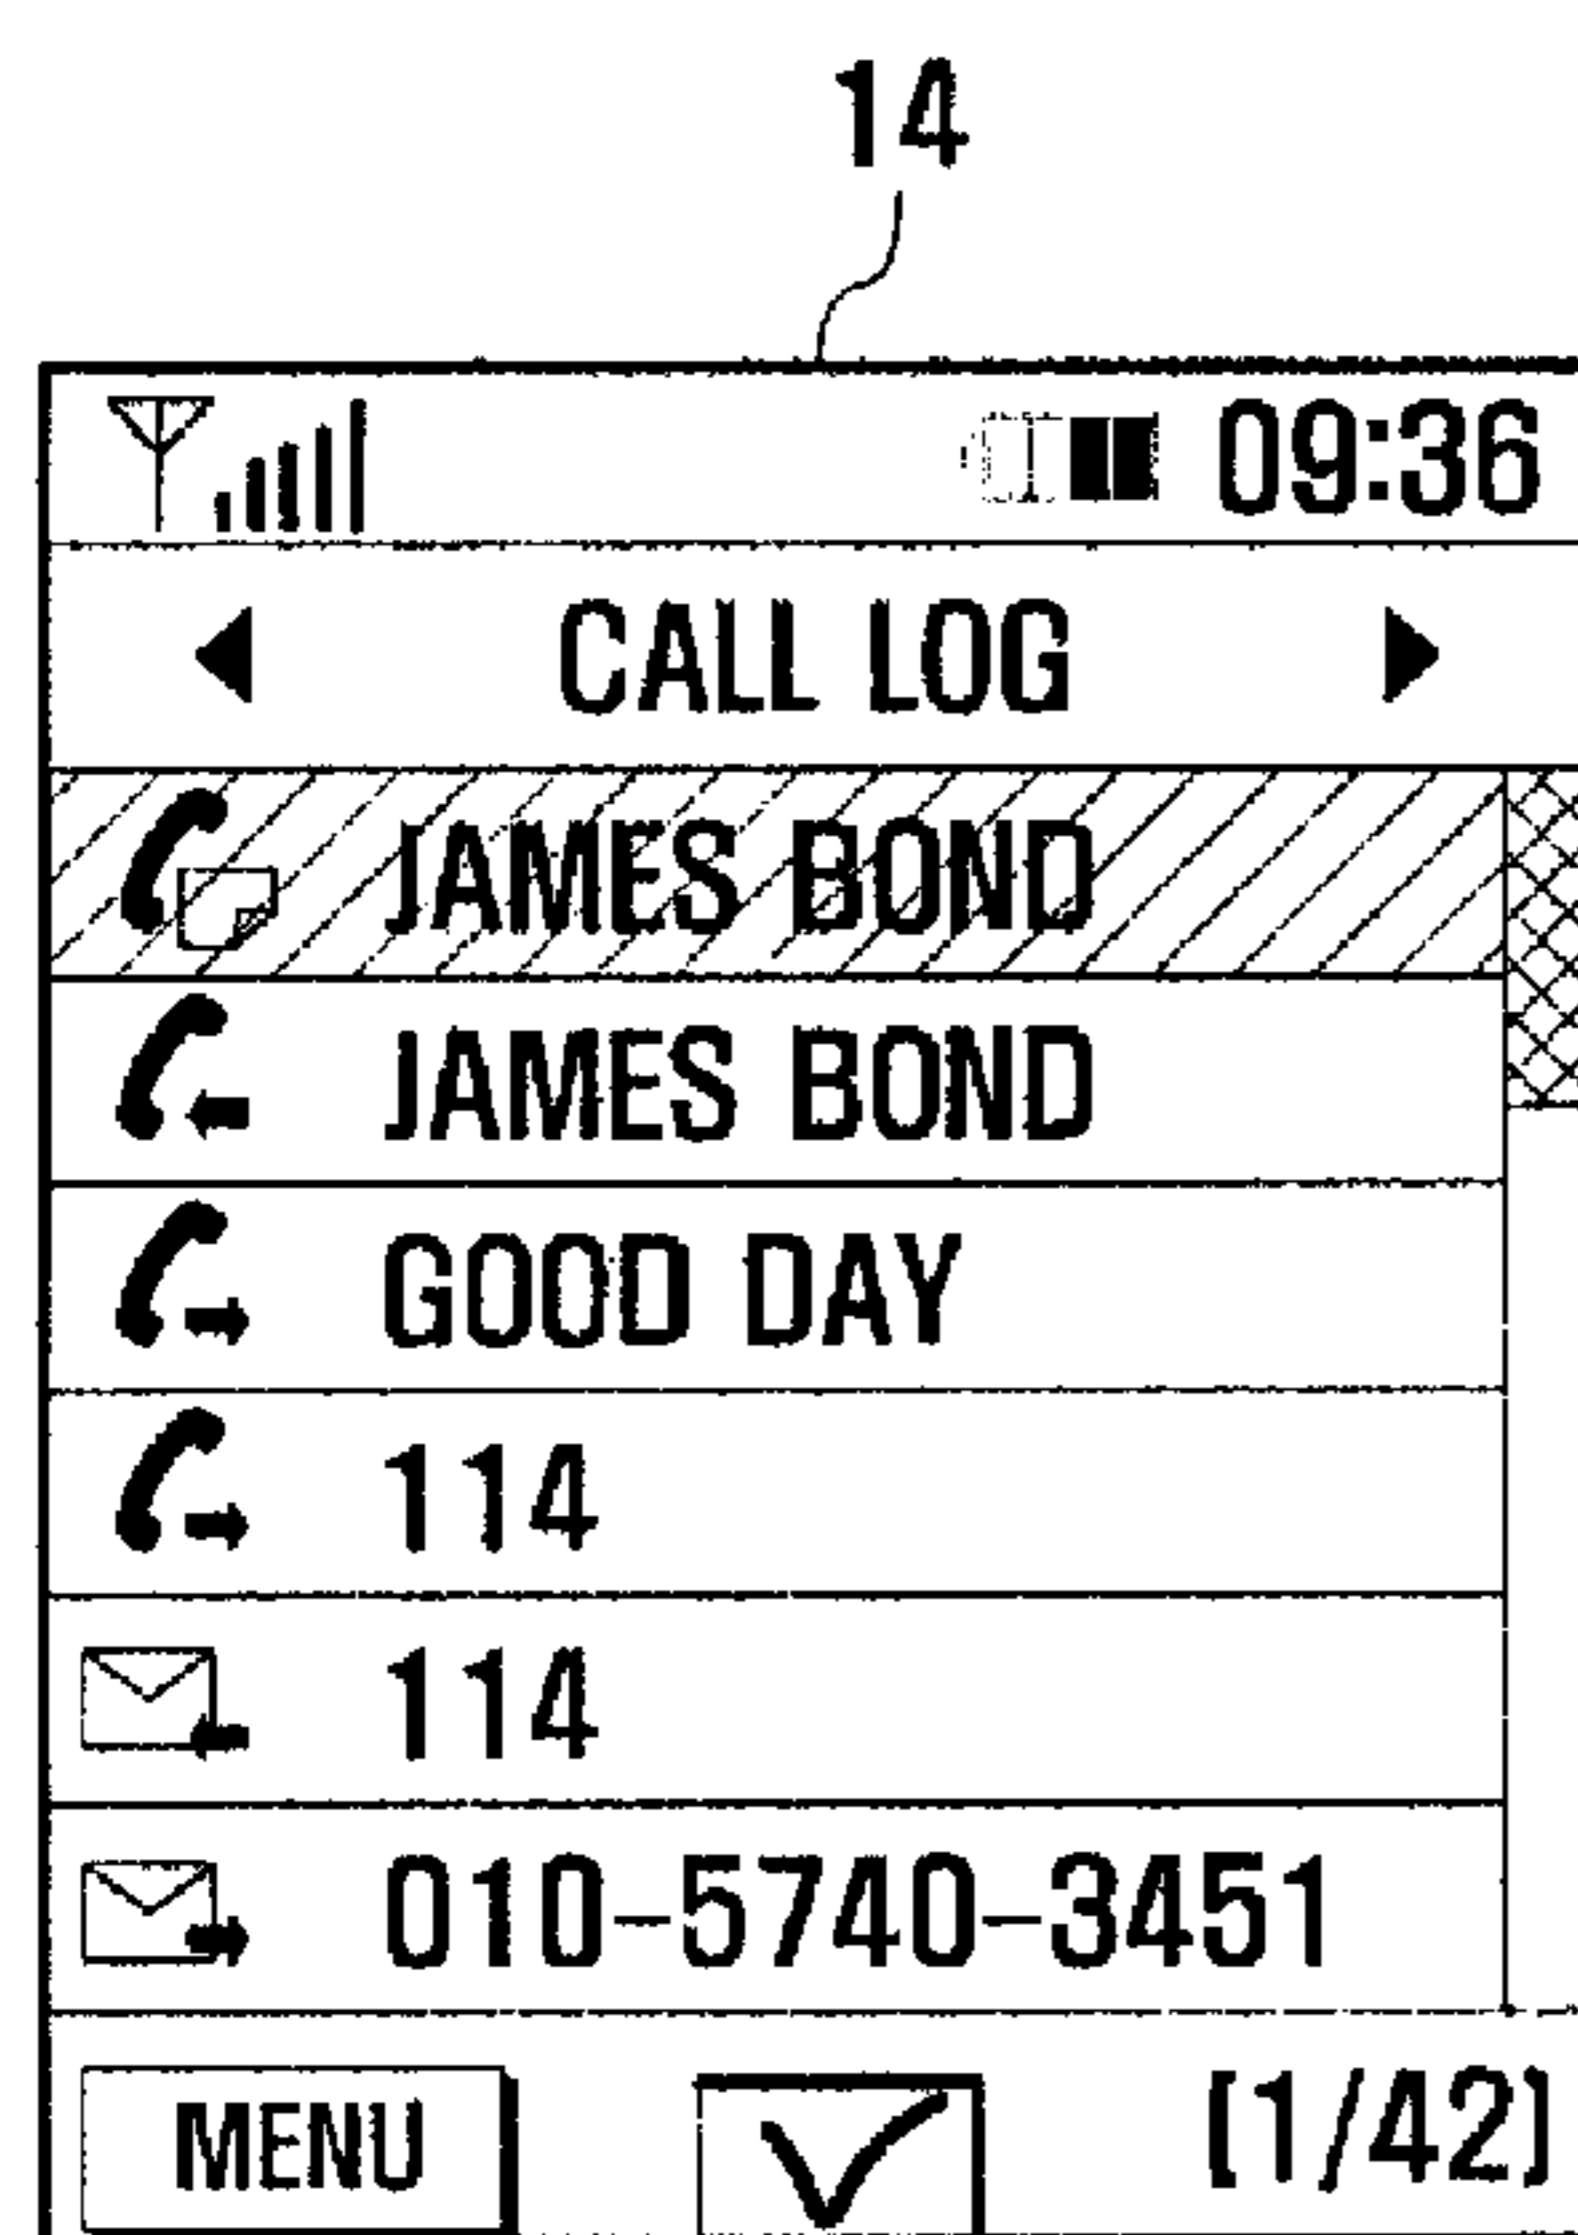 14
09:36
CALL LOG
JAMES BOND
JAMES BOND
GOOD DAY
114
114
010-5740-3451
MENU [1/42]